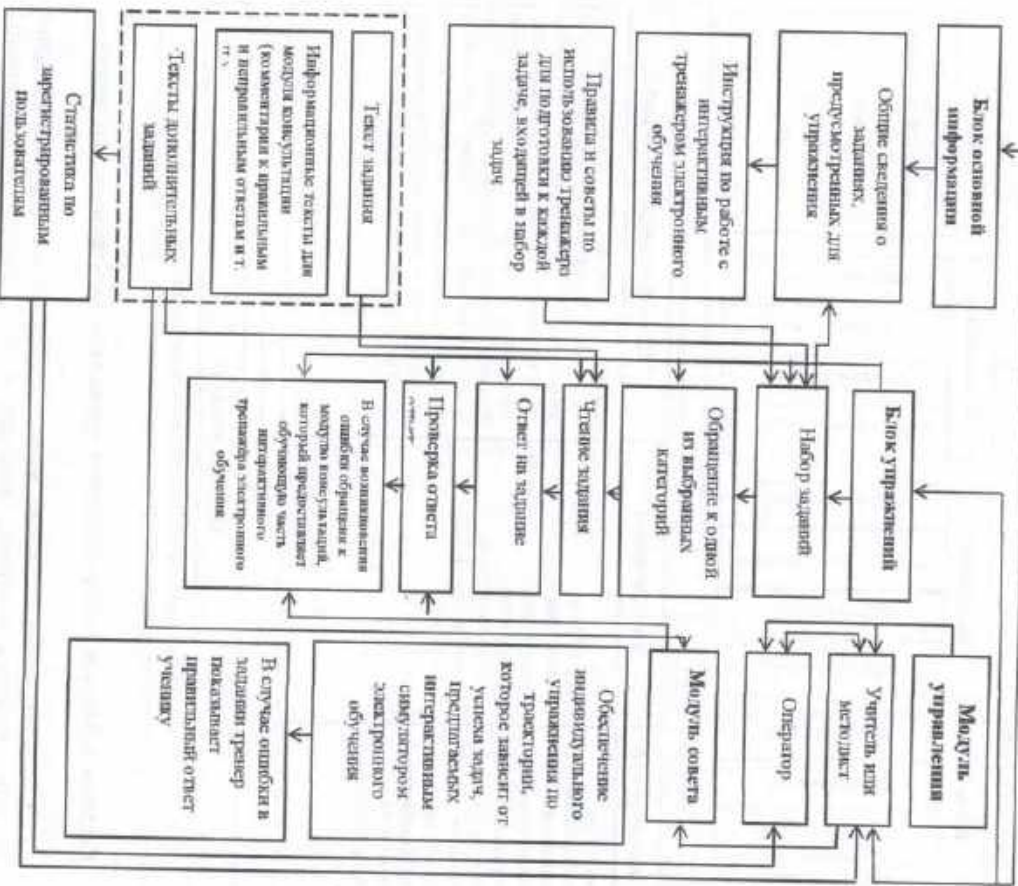 Блок основной
информации
Общие сведения о
заданиях,
предусмотренных для
упражнения
Инструкция по работе с
интерактивным
тренажером электронного
обучения
Правила и советы по
использованию тренажеро
для подготовки к каждой
задаче, входящей в набор
задач
Текст задания
Информационные тексты для
модуля консультации
(комментарии к правильным
и неправильным ответам и т.
Тексты дополнительных
заданий
Статистика по
зарегистрированным
пользователям
Блок упражнений
Набор заданий
Обращение к одной
из выбранных
категорий
Чтение задания
Ответ на задание
Проверка ответа
В случае возникновения
ошибки обращении к
модулю консультаций,
который предоставляет
обучающую часть
интерактивного
тренажёра электронного
обучения
Модуль
управления
Учитель или
методист
Оператор
Модуль совета
Обеспечение
индивидуального
упражнения по
траектории,
которое зависит от
успеха задач,
предлагаемых
интерактивным
симулятором
электронного
обучения
В случае ошибки в
задании тренер
показывает
правильный ответ
ученику